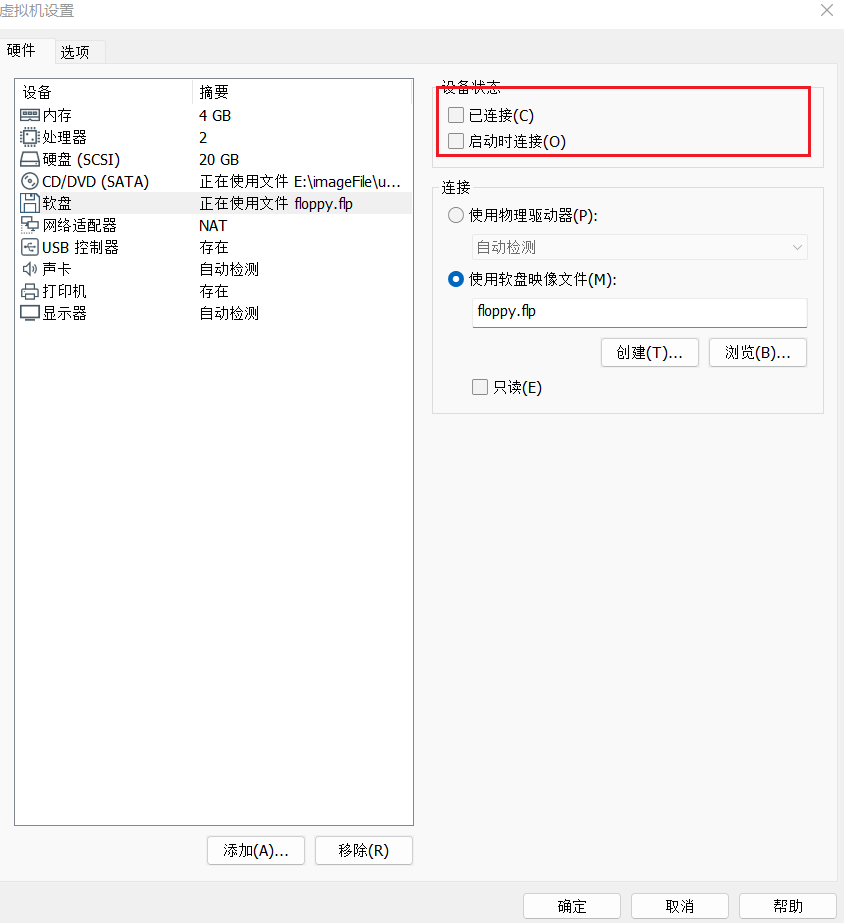 虚拟机设置
硬件 选项
设备 摘要
内存 4 GB
处理器 2
硬盘 (SCSI) 20 GB
CD/DVD (SATA) 正在使用文件 E:\imageFile\u...
软盘 正在使用文件 floppy.flp
网络适配器 NAT
USB 控制器 存在
声卡 自动检测
打印机 存在
显示器 自动检测
添加(A)... 移除(R)
设备状态
已连接(C)
启动时连接(O)
连接
使用物理驱动器(P):
自动检测
使用软盘映像文件(M):
floppy.flp
创建(T)... 浏览(B)...
只读(E)
确定 取消 帮助